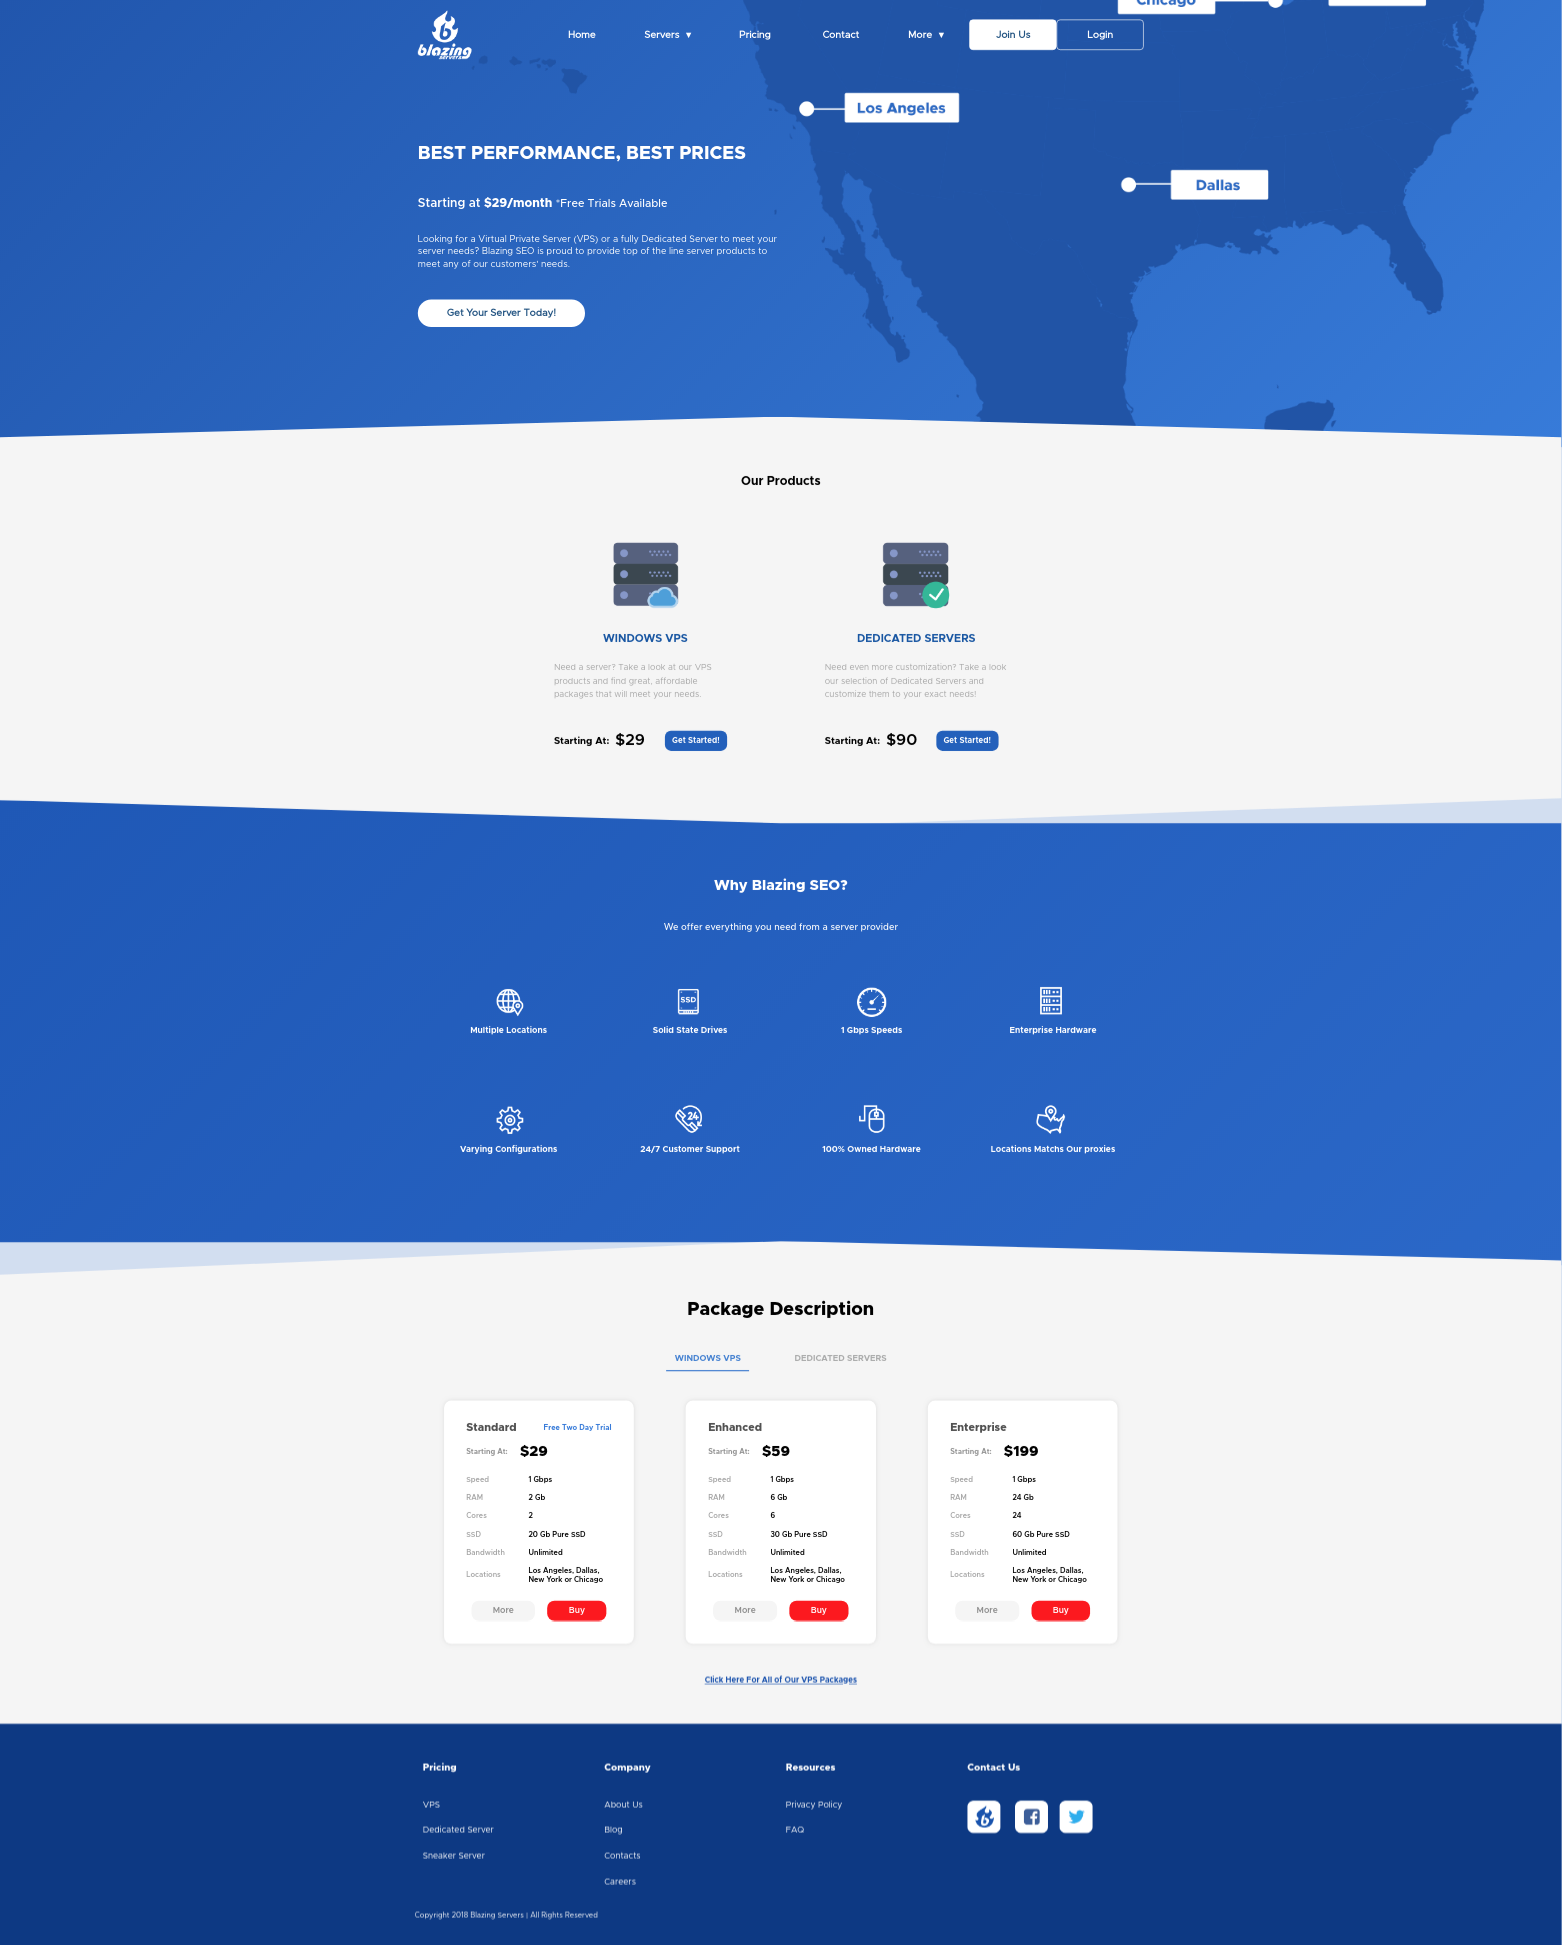 Chicago
blazing
SERVERS
Home
Servers ▼
Pricing
Contact
More ▼
Join Us
Login
Los Angeles
BEST PERFORMANCE, BEST PRICES
Dallas
Starting at $29/month *Free Trials Available
Looking for a Virtual Private Server (VPS) or a fully Dedicated Server to meet your
server needs? Blazing SEO is proud to provide top of the line server products to
meet any of our customers' needs.
Get Your Server Today!
Our Products
WINDOWS VPS
Need a server? Take a look at our VPS
products and find great, affordable
packages that will meet your needs.
Starting At: $29
Get Started!
DEDICATED SERVERS
Need even more customization? Take a look
our selection of Dedicated Servers and
customize them to your exact needs!
Starting At: $90
Get Started!
Why Blazing SEO?
We offer everything you need from a server provider
Multiple Locations
SSD
Solid State Drives
1 Gbps Speeds
Enterprise Hardware
Varying Configurations
24
24/7 Customer Support
100% Owned Hardware
Locations Matchs Our proxies
Package Description
WINDOWS VPS
DEDICATED SERVERS
Standard
Free Two Day Trial
Starting At: $29
Speed 1 Gbps
RAM 2 Gb
Cores 2
SSD 20 Gb Pure SSD
Bandwidth Unlimited
Locations Los Angeles, Dallas,
New York or Chicago
More
Buy
Enhanced
Starting At: $59
Speed 1 Gbps
RAM 6 Gb
Cores 6
SSD 30 Gb Pure SSD
Bandwidth Unlimited
Locations Los Angeles, Dallas,
New York or Chicago
More
Buy
Enterprise
Starting At: $199
Speed 1 Gbps
RAM 24 Gb
Cores 24
SSD 60 Gb Pure SSD
Bandwidth Unlimited
Locations Los Angeles, Dallas,
New York or Chicago
More
Buy
Click Here For All of Our VPS Packages
Pricing
VPS
Dedicated Server
Sneaker Server
Company
About Us
Blog
Contacts
Careers
Resources
Privacy Policy
FAQ
Contact Us
Copyright 2018 Blazing Servers | All Rights Reserved